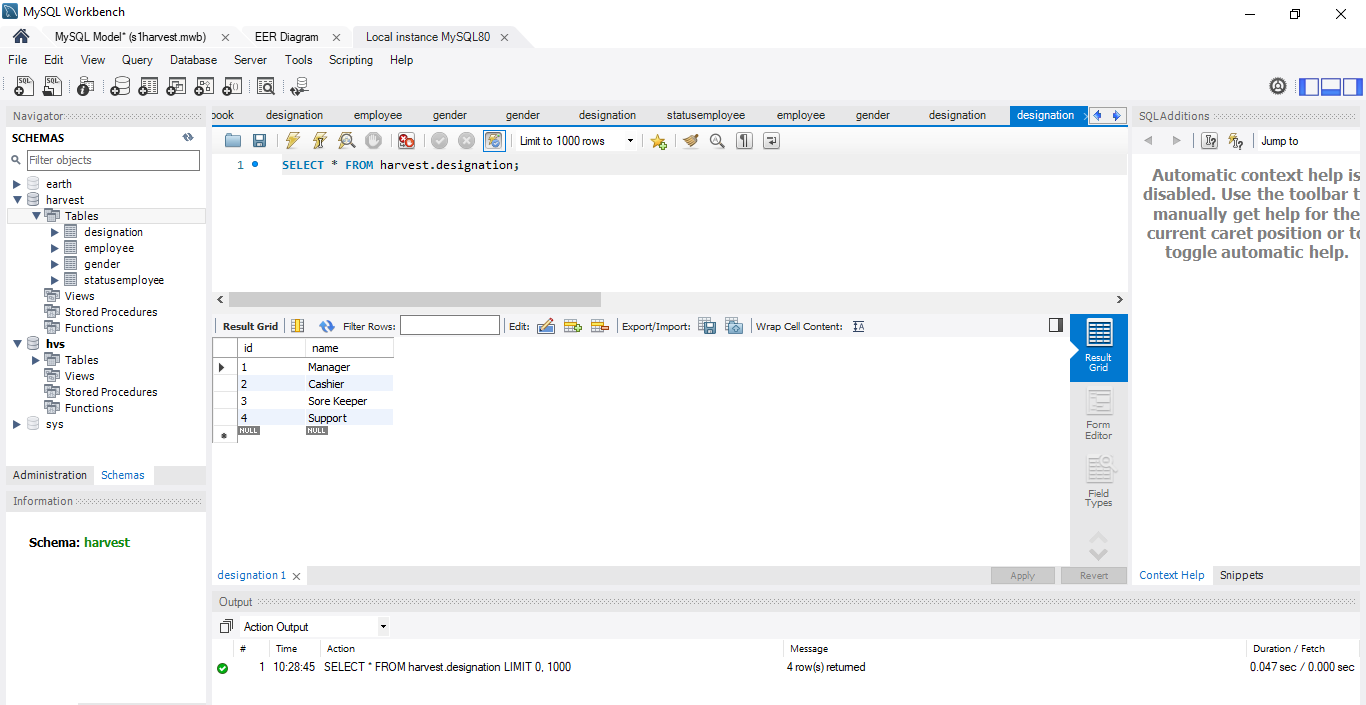 MySQL Workbench
MySQL Model* (s1harvest.mwb) EER Diagram Local instance MySQL80
File Edit View Query Database Server Tools Scripting Help
Navigator
SCHEMAS
Filter objects
earth
harvest
Tables
designation
employee
gender
statusemployee
Views
Stored Procedures
Functions
hvs
Tables
Views
Stored Procedures
Functions
sys
Administration Schemas
Information
Schema: harvest
ook designation employee gender gender designation statusemployee employee gender designation designation
Limit to 1000 rows
1 SELECT * FROM harvest.designation;
Result Grid Filter Rows: Edit: Export/Import: Wrap Cell Content:
id name
1 Manager
2 Cashier
3 Sore Keeper
4 Support
NULL NULL
Result
Grid
Form
Editor
Field
Types
designation 1 Apply Revert
SQLAdditions
Jump to
Automatic context help is
disabled. Use the toolbar t
manually get help for the
current caret position or to
toggle automatic help.
Context Help Snippets
Output
Action Output
# Time Action Message Duration / Fetch
1 10:28:45 SELECT * FROM harvest.designation LIMIT 0, 1000 4 row(s) returned 0.047 sec / 0.000 sec